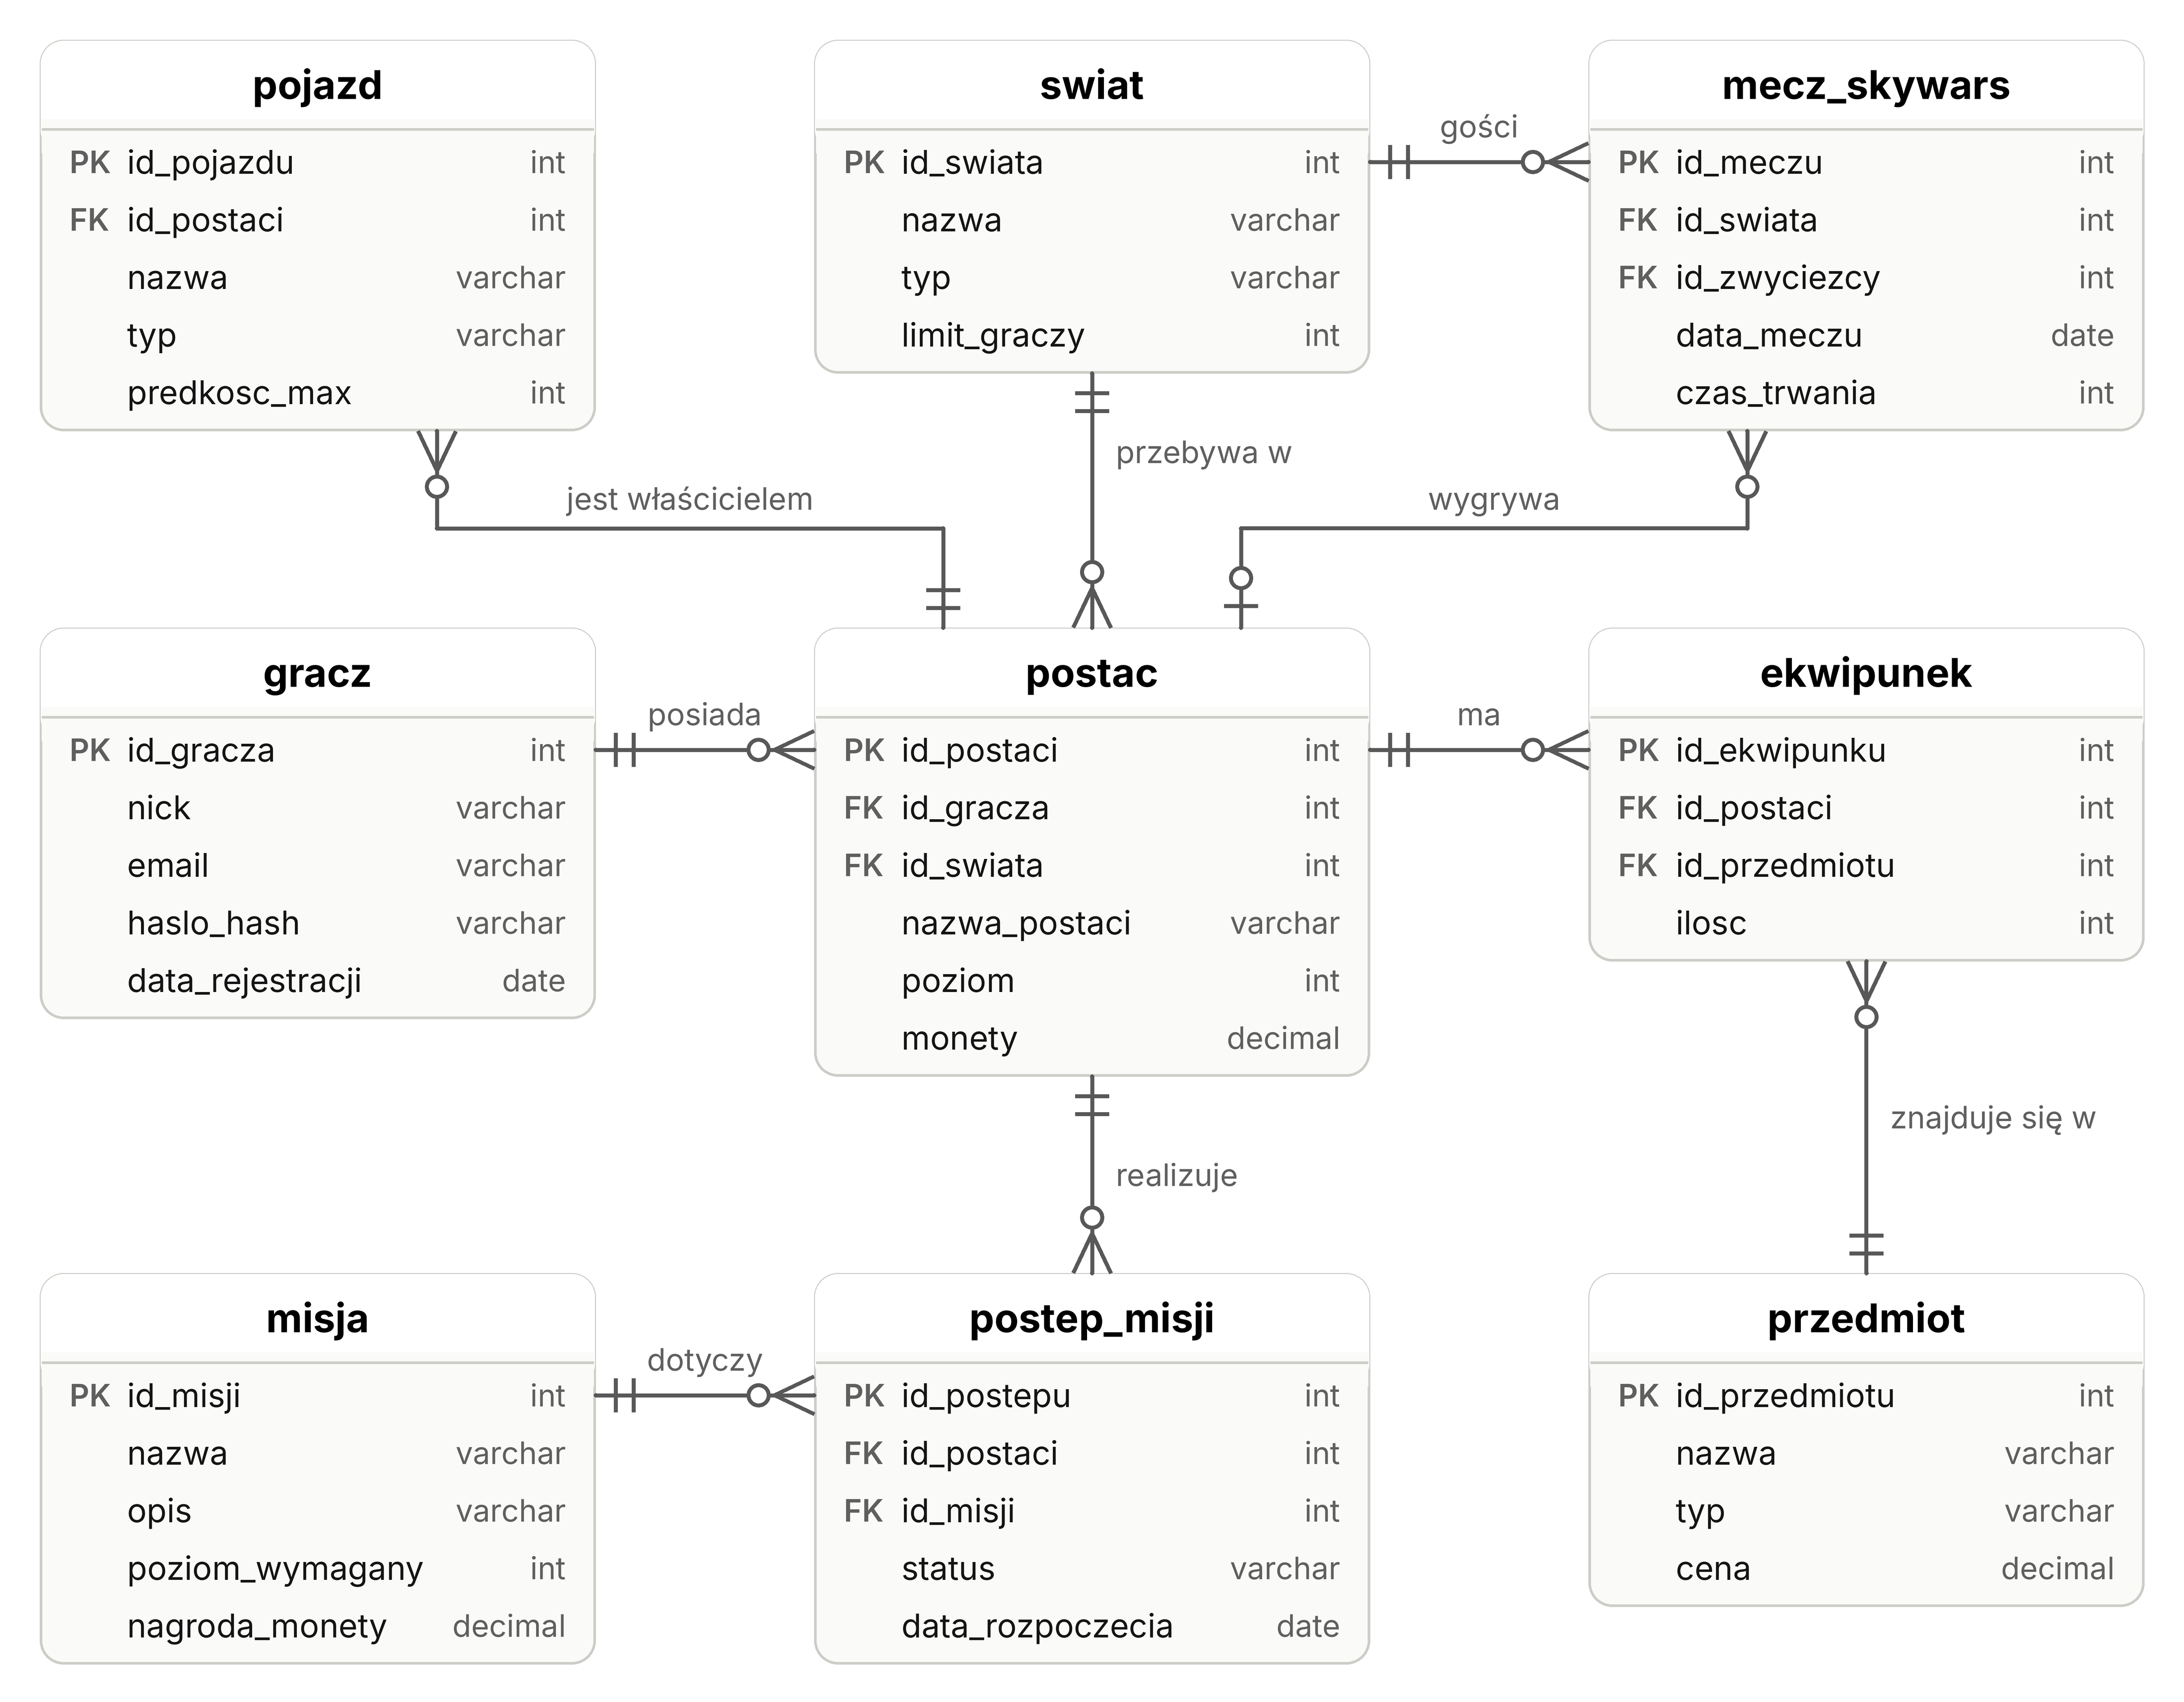 pojazd
PK id_pojazdu int
FK id_postaci int
nazwa varchar
typ varchar
predkosc_max int
swiat
PK id_swiata int
nazwa varchar
typ varchar
limit_graczy int
gości
mecz_skywars
PK id_meczu int
FK id_swiata int
FK id_zwyciezcy int
data_meczu date
czas_trwania int
jest właścicielem
przebywa w
wygrywa
gracz
PK id_gracza int
nick varchar
email varchar
haslo_hash varchar
data_rejestracji date
posiada
postac
PK id_postaci int
FK id_gracza int
FK id_swiata int
nazwa_postaci varchar
poziom int
monety decimal
ma
ekwipunek
PK id_ekwipunku int
FK id_postaci int
FK id_przedmiotu int
ilosc int
realizuje
znajduje się w
misja
PK id_misji int
nazwa varchar
opis varchar
poziom_wymagany int
nagroda_monety decimal
dotyczy
postep_misji
PK id_postepu int
FK id_postaci int
FK id_misji int
status varchar
data_rozpoczecia date
przedmiot
PK id_przedmiotu int
nazwa varchar
typ varchar
cena decimal